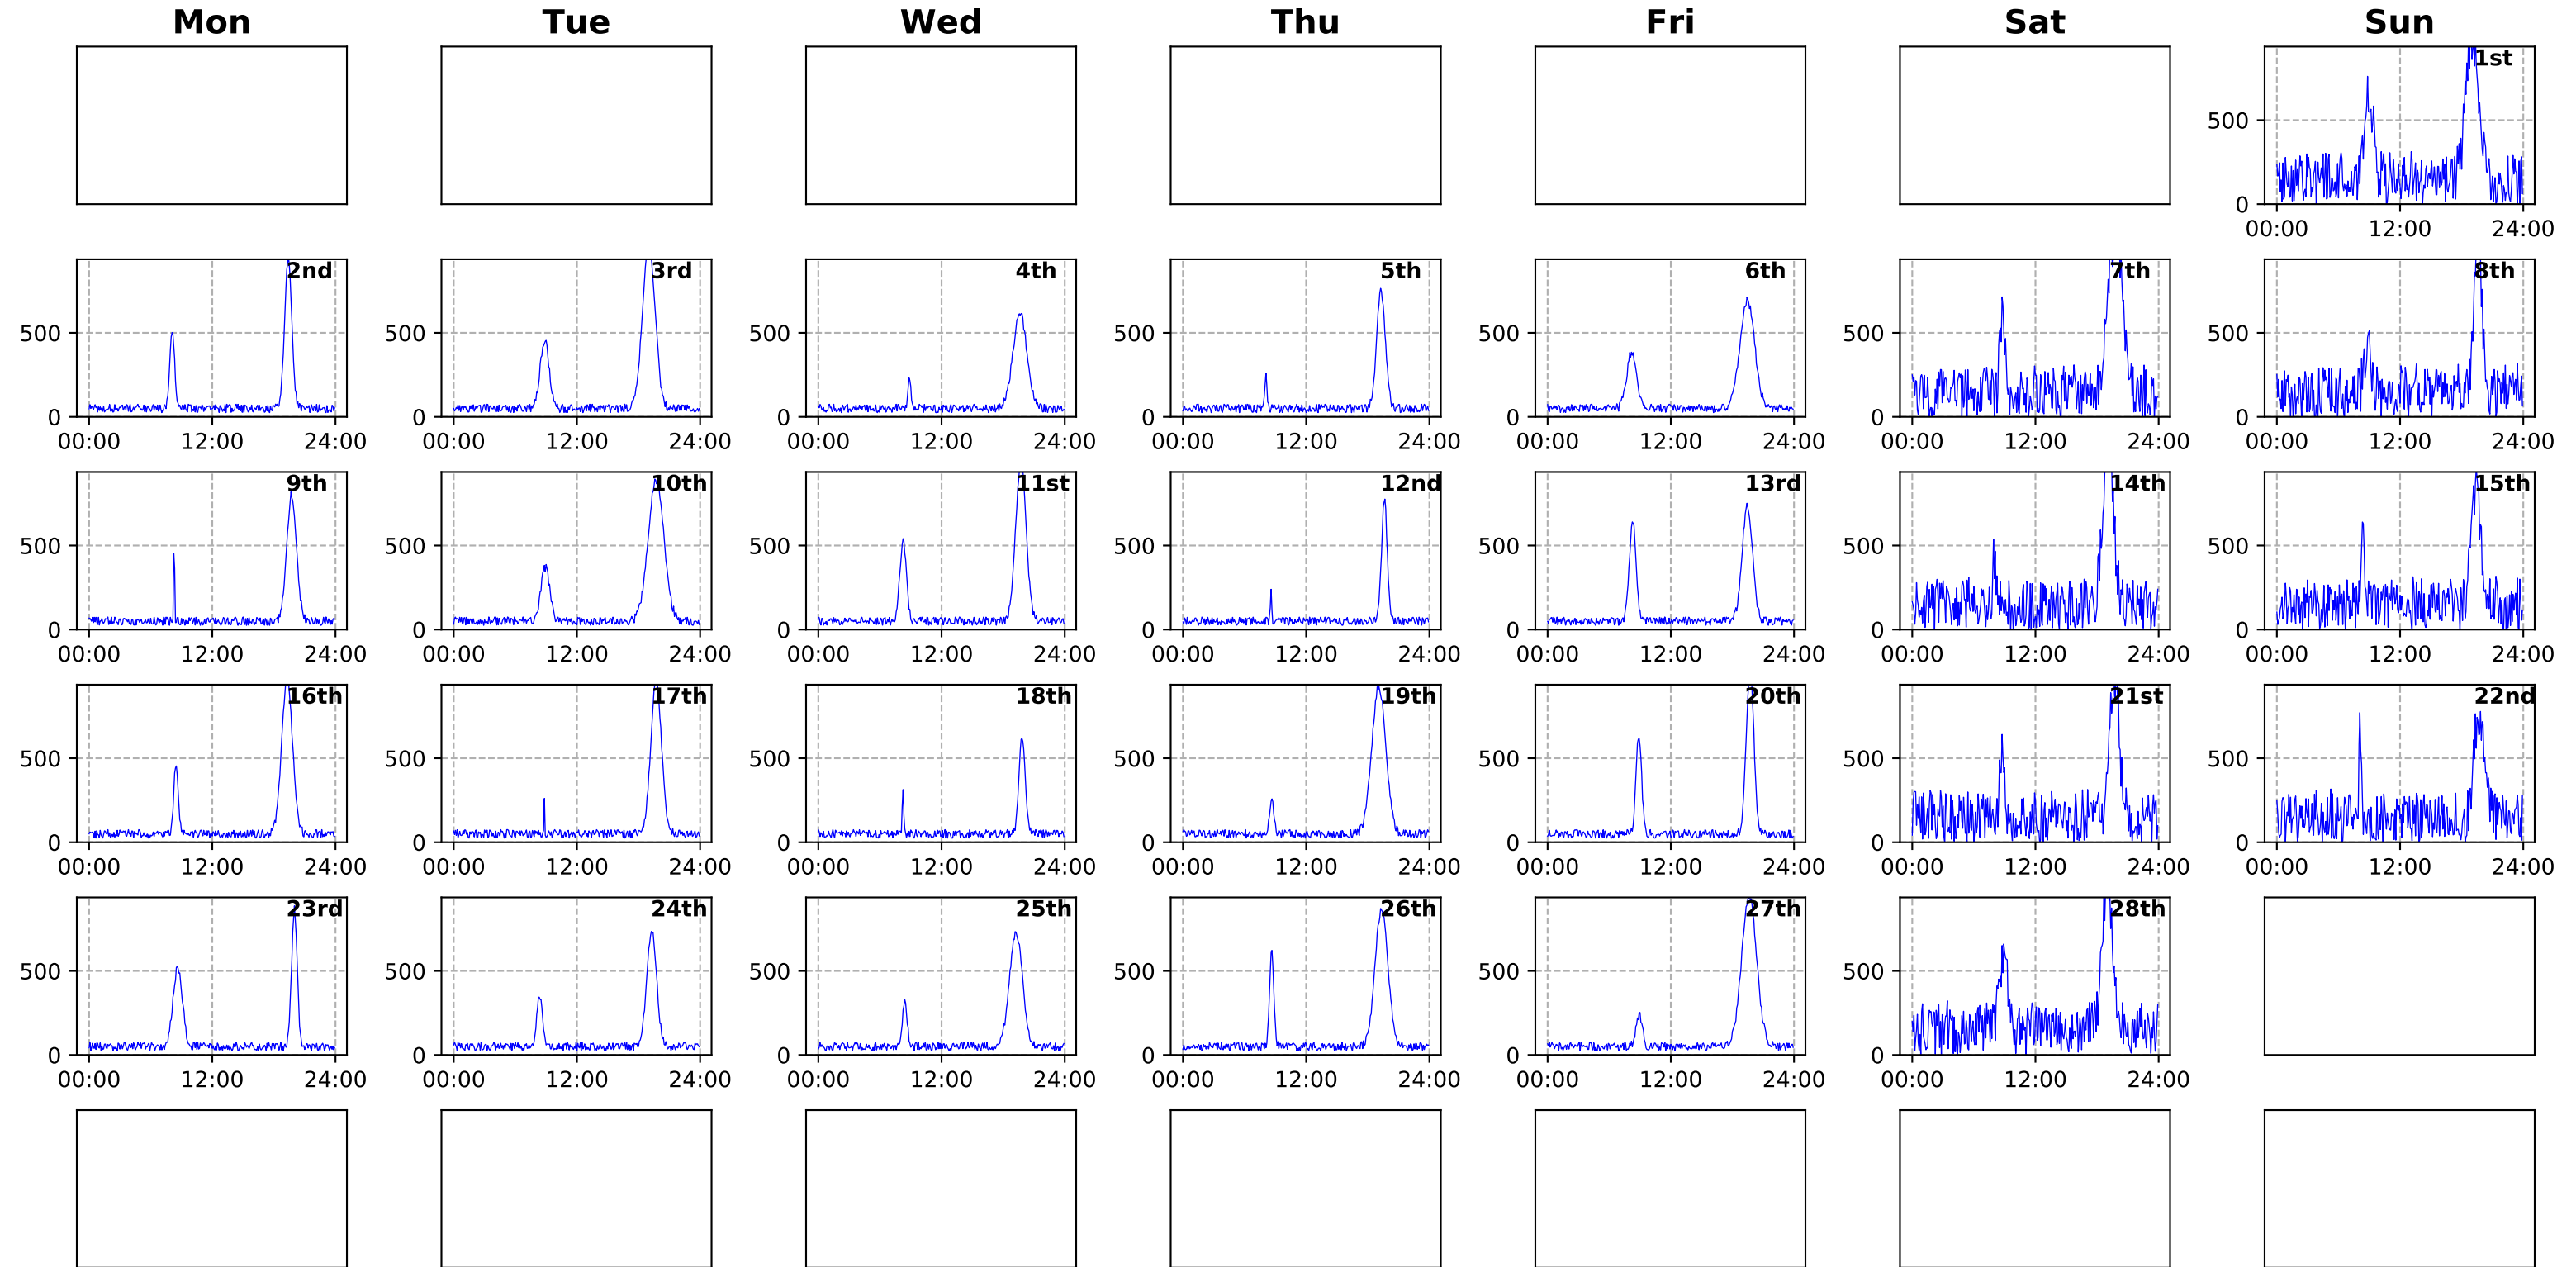 Mon Tue Wed Thu Fri Sat Sun
1st
500
0
00:00 12:00 24:00
2nd 3rd 4th 5th 6th 7th 8th
500 500 500 500 500 500 500
0 0 0 0 0 0 0
00:00 12:00 24:00 00:00 12:00 24:00 00:00 12:00 24:00 00:00 12:00 24:00 00:00 12:00 24:00 00:00 12:00 24:00 00:00 12:00 24:00
9th 10th 11st 12nd 13rd 14th 15th
500 500 500 500 500 500 500
0 0 0 0 0 0 0
00:00 12:00 24:00 00:00 12:00 24:00 00:00 12:00 24:00 00:00 12:00 24:00 00:00 12:00 24:00 00:00 12:00 24:00 00:00 12:00 24:00
16th 17th 18th 19th 20th 21st 22nd
500 500 500 500 500 500 500
0 0 0 0 0 0 0
00:00 12:00 24:00 00:00 12:00 24:00 00:00 12:00 24:00 00:00 12:00 24:00 00:00 12:00 24:00 00:00 12:00 24:00 00:00 12:00 24:00
23rd 24th 25th 26th 27th 28th
500 500 500 500 500 500
0 0 0 0 0 0
00:00 12:00 24:00 00:00 12:00 24:00 00:00 12:00 24:00 00:00 12:00 24:00 00:00 12:00 24:00 00:00 12:00 24:00